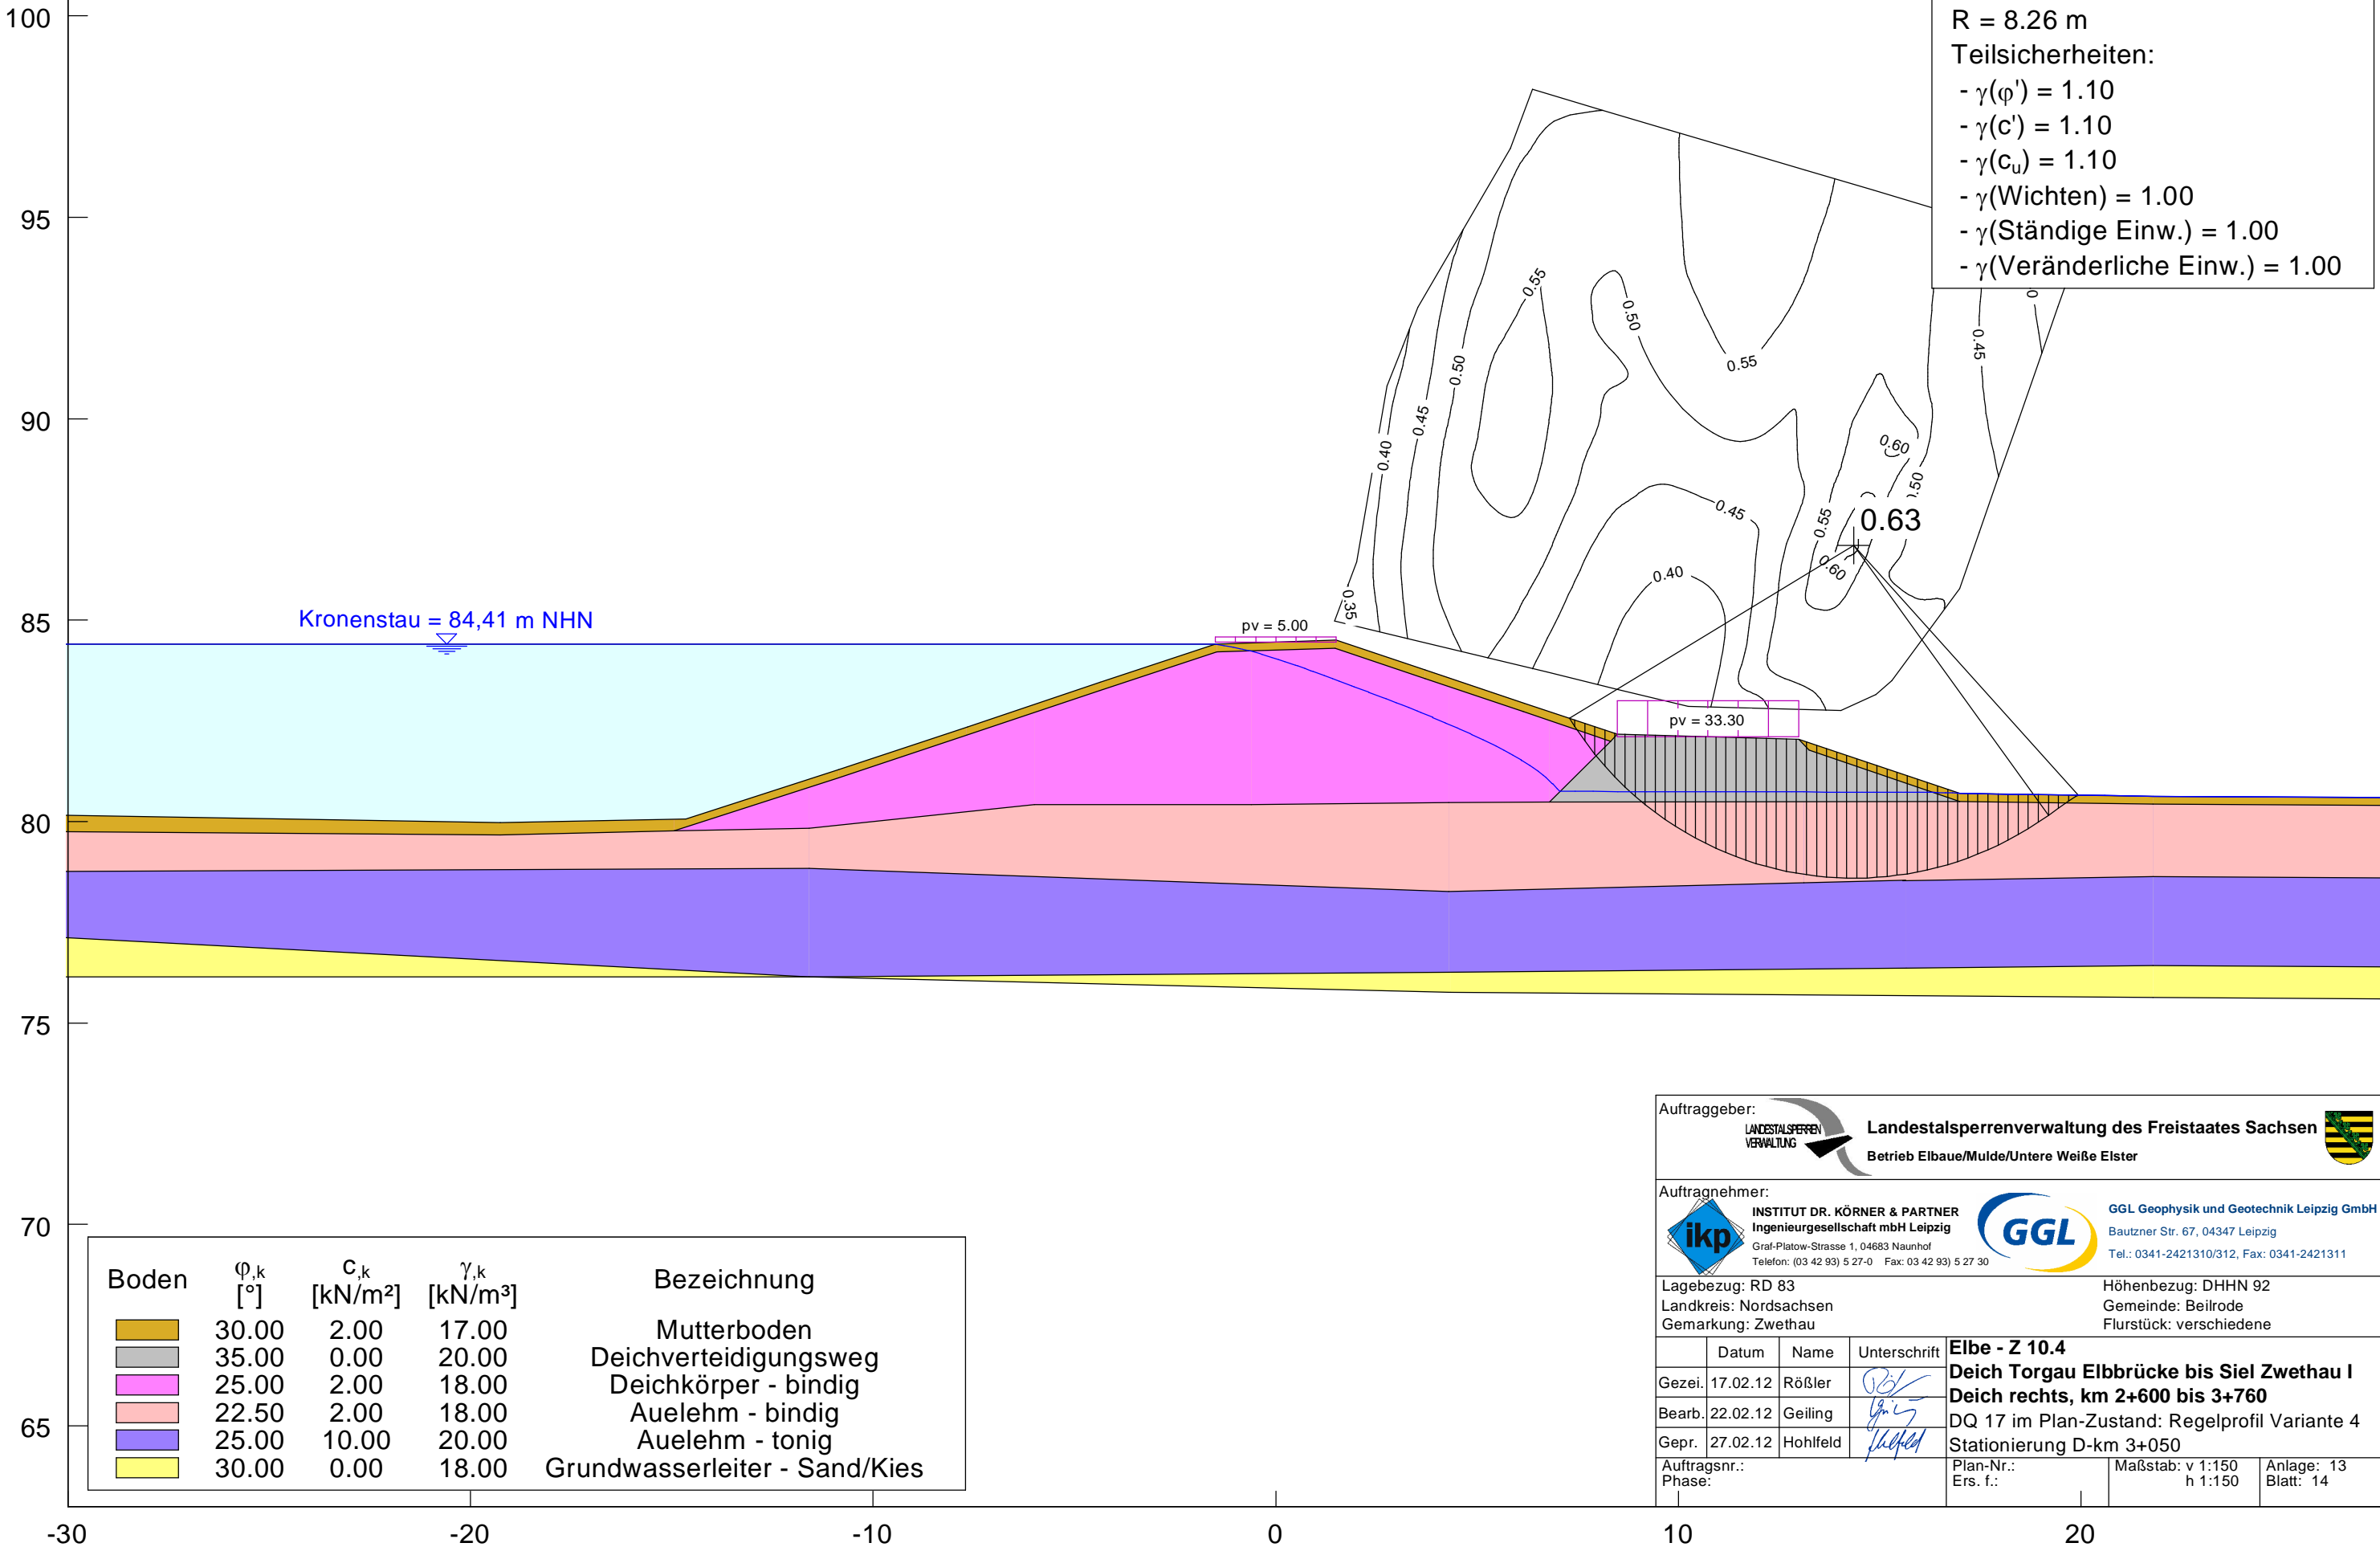 R = 8.26 m
Teilsicherheiten:
- γ(φ') = 1.10
- γ(c') = 1.10
- γ(cu) = 1.10
- γ(Wichten) = 1.00
- γ(Ständige Einw.) = 1.00
- γ(Veränderliche Einw.) = 1.00
100
95
90
85
80
75
70
65
-30
-20
-10
0
10
20
0.55
0.50
0.55
0.50
0.45
0.40
0.35
0.45
0.40
0.45
0
0.60
0.50
0.55
0.60
0.63
Kronenstau = 84,41 m NHN
pv = 5.00
pv = 33.30
Boden φ,k [°] c,k [kN/m²] γ,k [kN/m³] Bezeichnung
30.00 2.00 17.00 Mutterboden
35.00 0.00 20.00 Deichverteidigungsweg
25.00 2.00 18.00 Deichkörper - bindig
22.50 2.00 18.00 Auelehm - bindig
25.00 10.00 20.00 Auelehm - tonig
30.00 0.00 18.00 Grundwasserleiter - Sand/Kies
Auftraggeber:
LANDESTALSPERREN
VERWALTUNG
Landestalsperrenverwaltung des Freistaates Sachsen
Betrieb Elbaue/Mulde/Untere Weiße Elster
Auftragnehmer:
ikp
INSTITUT DR. KÖRNER & PARTNER
Ingenieurgesellschaft mbH Leipzig
Graf-Platow-Strasse 1, 04683 Naunhof
Telefon: (03 42 93) 5 27-0 Fax: 03 42 93) 5 27 30
GGL
GGL Geophysik und Geotechnik Leipzig GmbH
Bautzner Str. 67, 04347 Leipzig
Tel.: 0341-2421310/312, Fax: 0341-2421311
Lagebezug: RD 83 Höhenbezug: DHHN 92
Landkreis: Nordsachsen Gemeinde: Beilrode
Gemarkung: Zwethau Flurstück: verschiedene
Datum Name Unterschrift
Gezei. 17.02.12 Rößler
Bearb. 22.02.12 Geiling
Gepr. 27.02.12 Hohlfeld
Elbe - Z 10.4
Deich Torgau Elbbrücke bis Siel Zwethau I
Deich rechts, km 2+600 bis 3+760
DQ 17 im Plan-Zustand: Regelprofil Variante 4
Stationierung D-km 3+050
Auftragsnr.:
Phase:
Plan-Nr.:
Ers. f.:
Maßstab: v 1:150
h 1:150
Anlage: 13
Blatt: 14